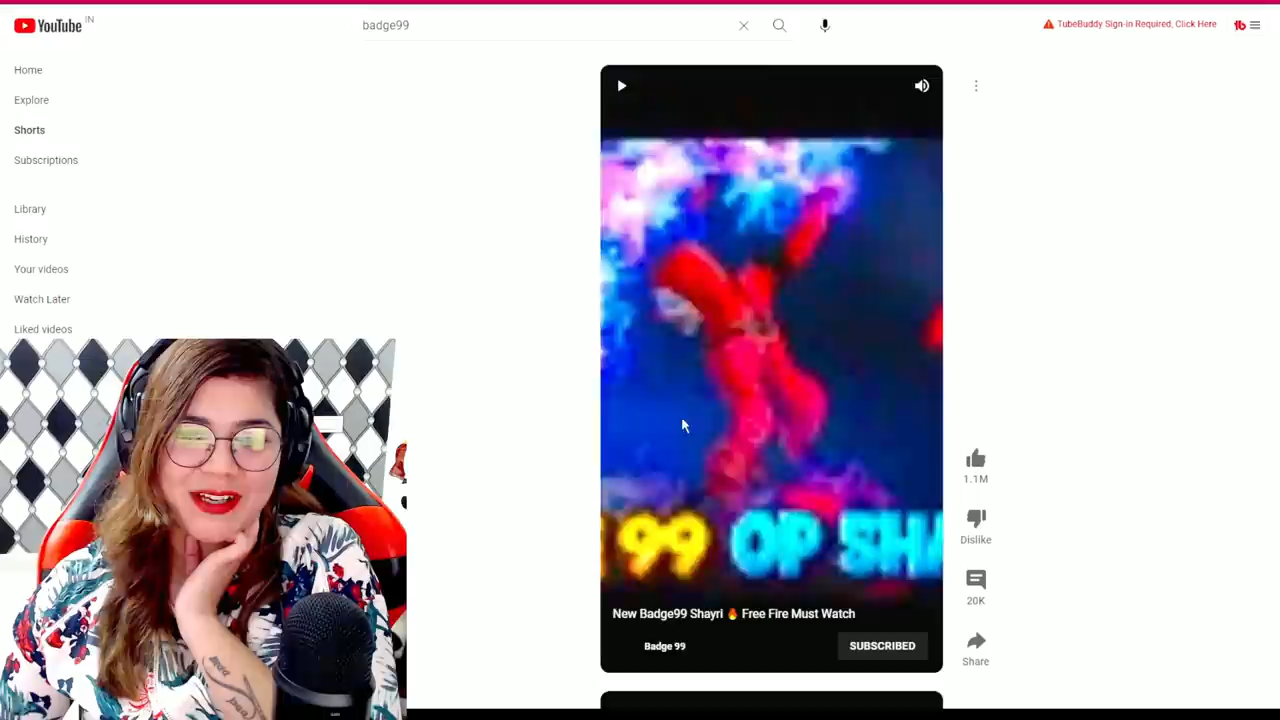 YouTube IN
badge99
TubeBuddy Sign-in Required, Click Here
tb
Home
Explore
Shorts
Subscriptions
Library
History
Your videos
Watch Later
Liked videos
99 OP SHA
1.1M
Dislike
20K
Share
New Badge99 Shayri 🔥 Free Fire Must Watch
Badge 99
SUBSCRIBED